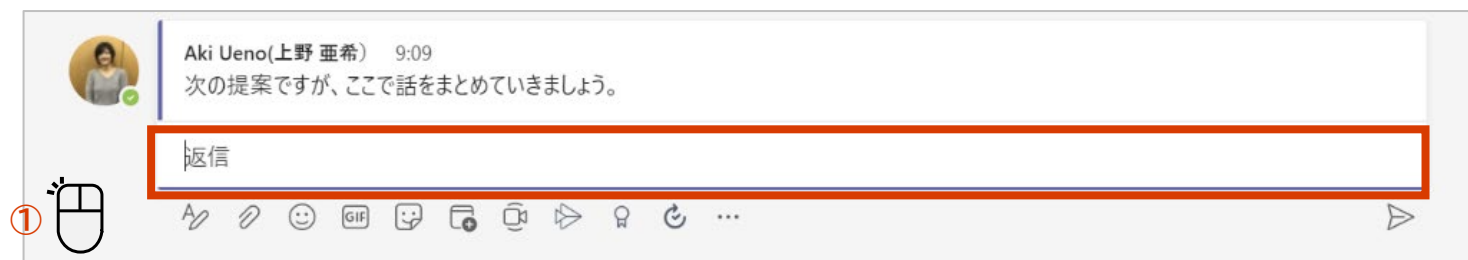 Aki Ueno(上野 亜希） 9:09
次の提案ですが、ここで話をまとめていきましょう。
返信
①
GIF